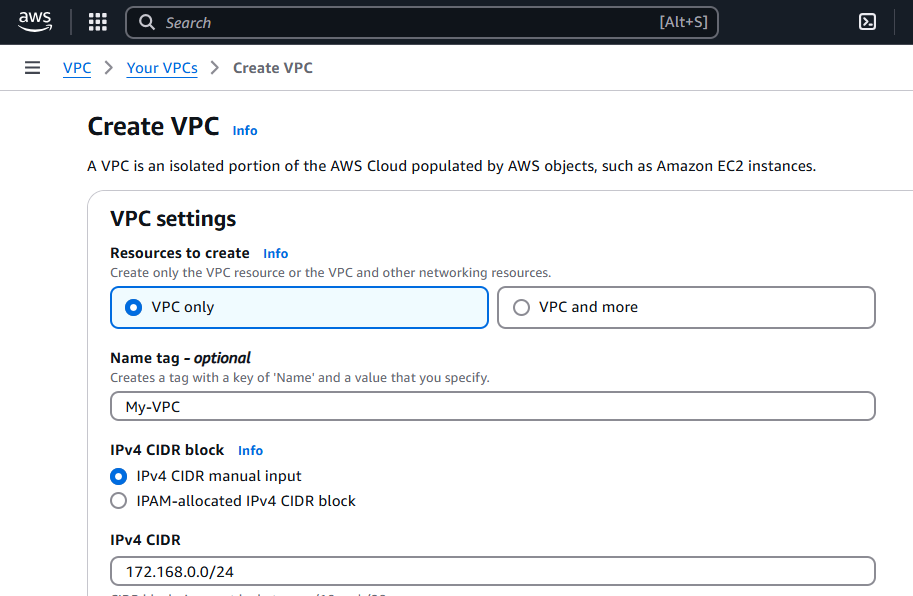 aws Search [Alt+S]
VPC Your VPCs Create VPC
Create VPC Info
A VPC is an isolated portion of the AWS Cloud populated by AWS objects, such as Amazon EC2 instances.
VPC settings
Resources to create Info
Create only the VPC resource or the VPC and other networking resources.
VPC only VPC and more
Name tag - optional
Creates a tag with a key of 'Name' and a value that you specify.
My-VPC
IPv4 CIDR block Info
IPv4 CIDR manual input
IPAM-allocated IPv4 CIDR block
IPv4 CIDR
172.168.0.0/24